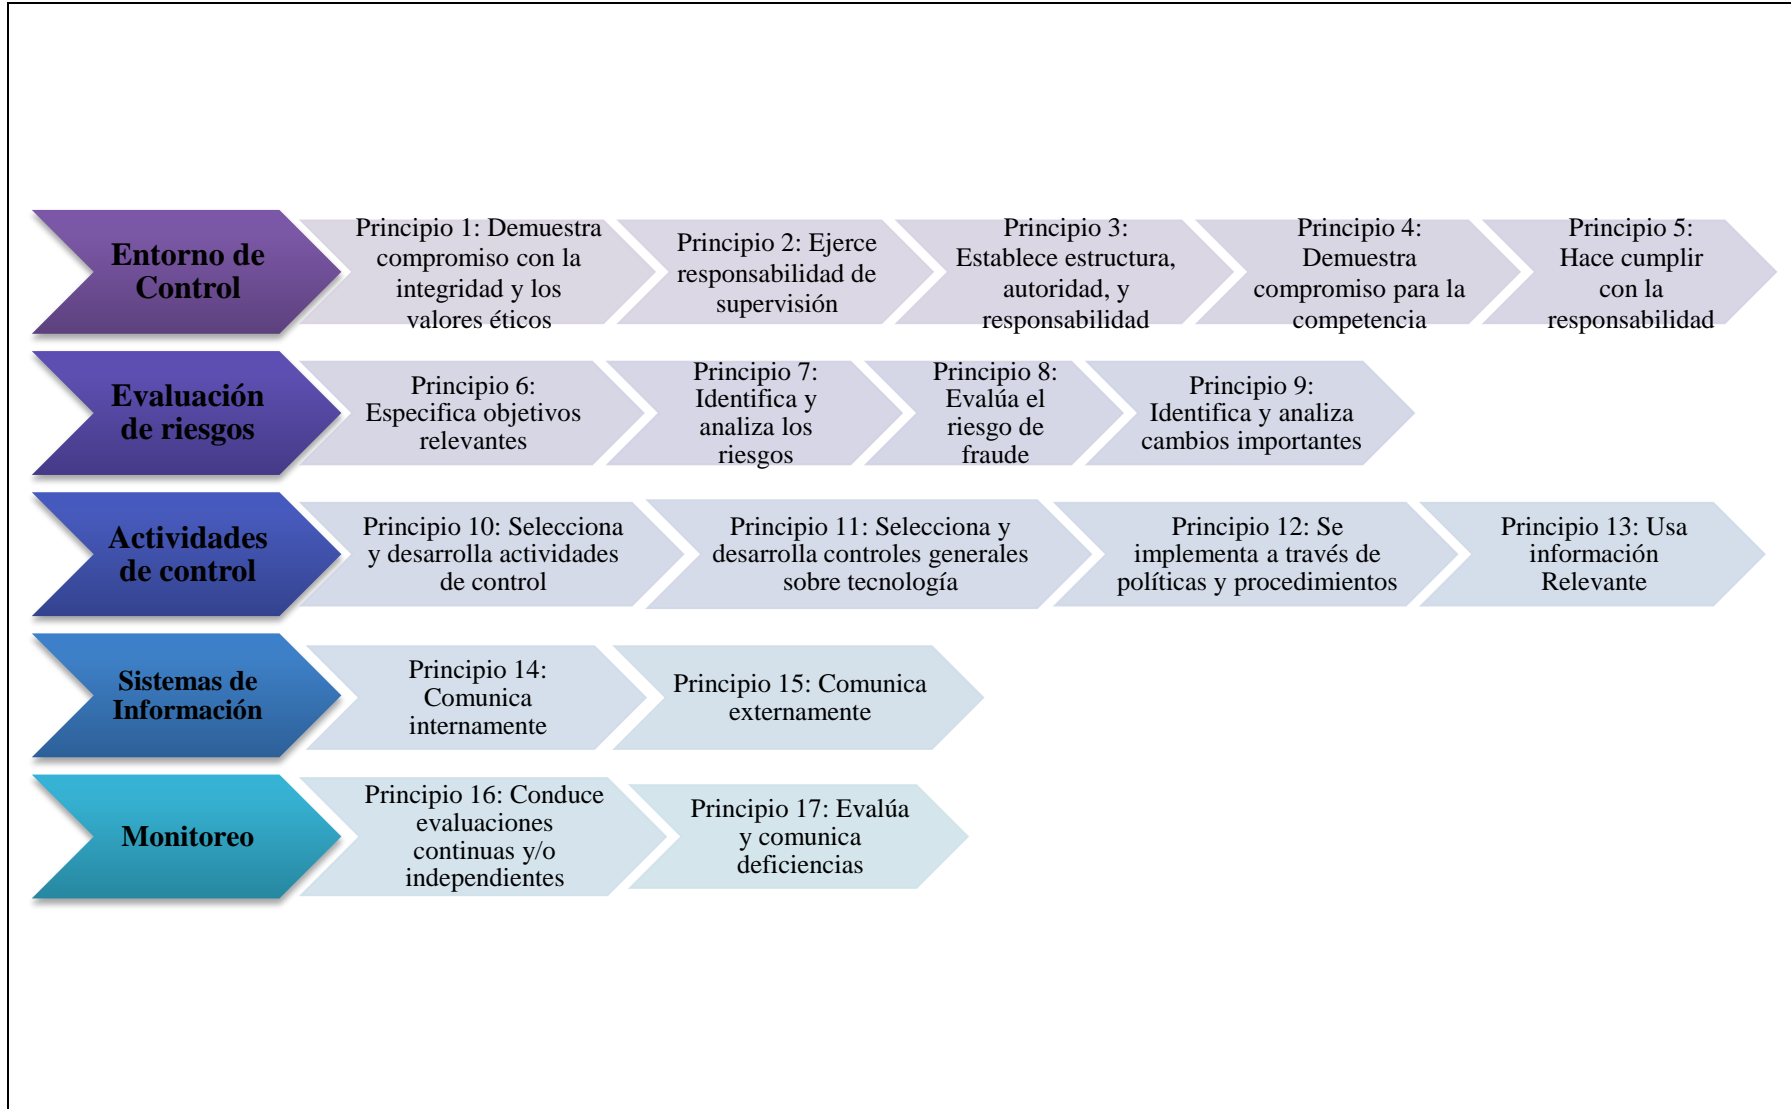 Entorno de
Control
Principio 1: Demuestra
compromiso con la
integridad y los
valores éticos
Principio 2: Ejerce
responsabilidad de
supervisión
Principio 3:
Establece estructura,
autoridad, y
responsabilidad
Principio 4:
Demuestra
compromiso para la
competencia
Principio 5:
Hace cumplir
con la
responsabilidad
Evaluación
de riesgos
Principio 6:
Especifica objetivos
relevantes
Principio 7:
Identifica y
analiza los
riesgos
Principio 8:
Evalúa el
riesgo de
fraude
Principio 9:
Identifica y analiza
cambios importantes
Actividades
de control
Principio 10: Selecciona
y desarrolla actividades
de control
Principio 11: Selecciona y
desarrolla controles generales
sobre tecnología
Principio 12: Se
implementa a través de
políticas y procedimientos
Principio 13: Usa
información
Relevante
Sistemas de
Información
Principio 14:
Comunica
internamente
Principio 15: Comunica
externamente
Monitoreo
Principio 16: Conduce
evaluaciones
continuas y/o
independientes
Principio 17: Evalúa
y comunica
deficiencias